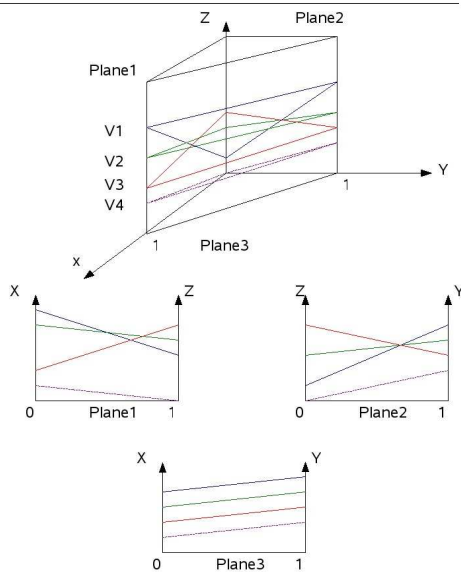 Z Plane2
Plane1
V1
V2
V3
V4
Y
1
1
Plane3
x
X Z
0 Plane1 1
Z Y
0 Plane2 1
X Y
0 Plane3 1